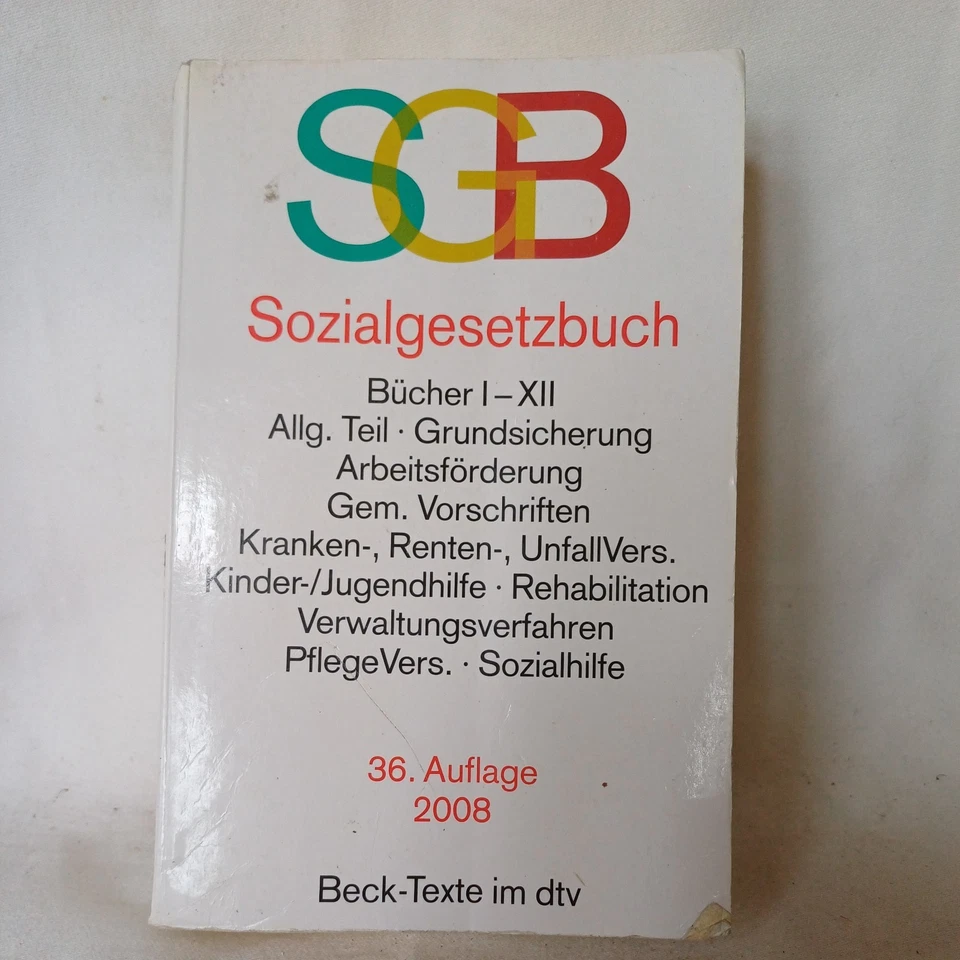 SGB
Sozialgesetzbuch
Bücher I – XII
Allg. Teil · Grundsicherung
Arbeitsförderung
Gem. Vorschriften
Kranken-, Renten-, UnfallVers.
Kinder-/Jugendhilfe · Rehabilitation
Verwaltungsverfahren
PflegeVers. · Sozialhilfe
36. Auflage
2008
Beck-Texte im dtv